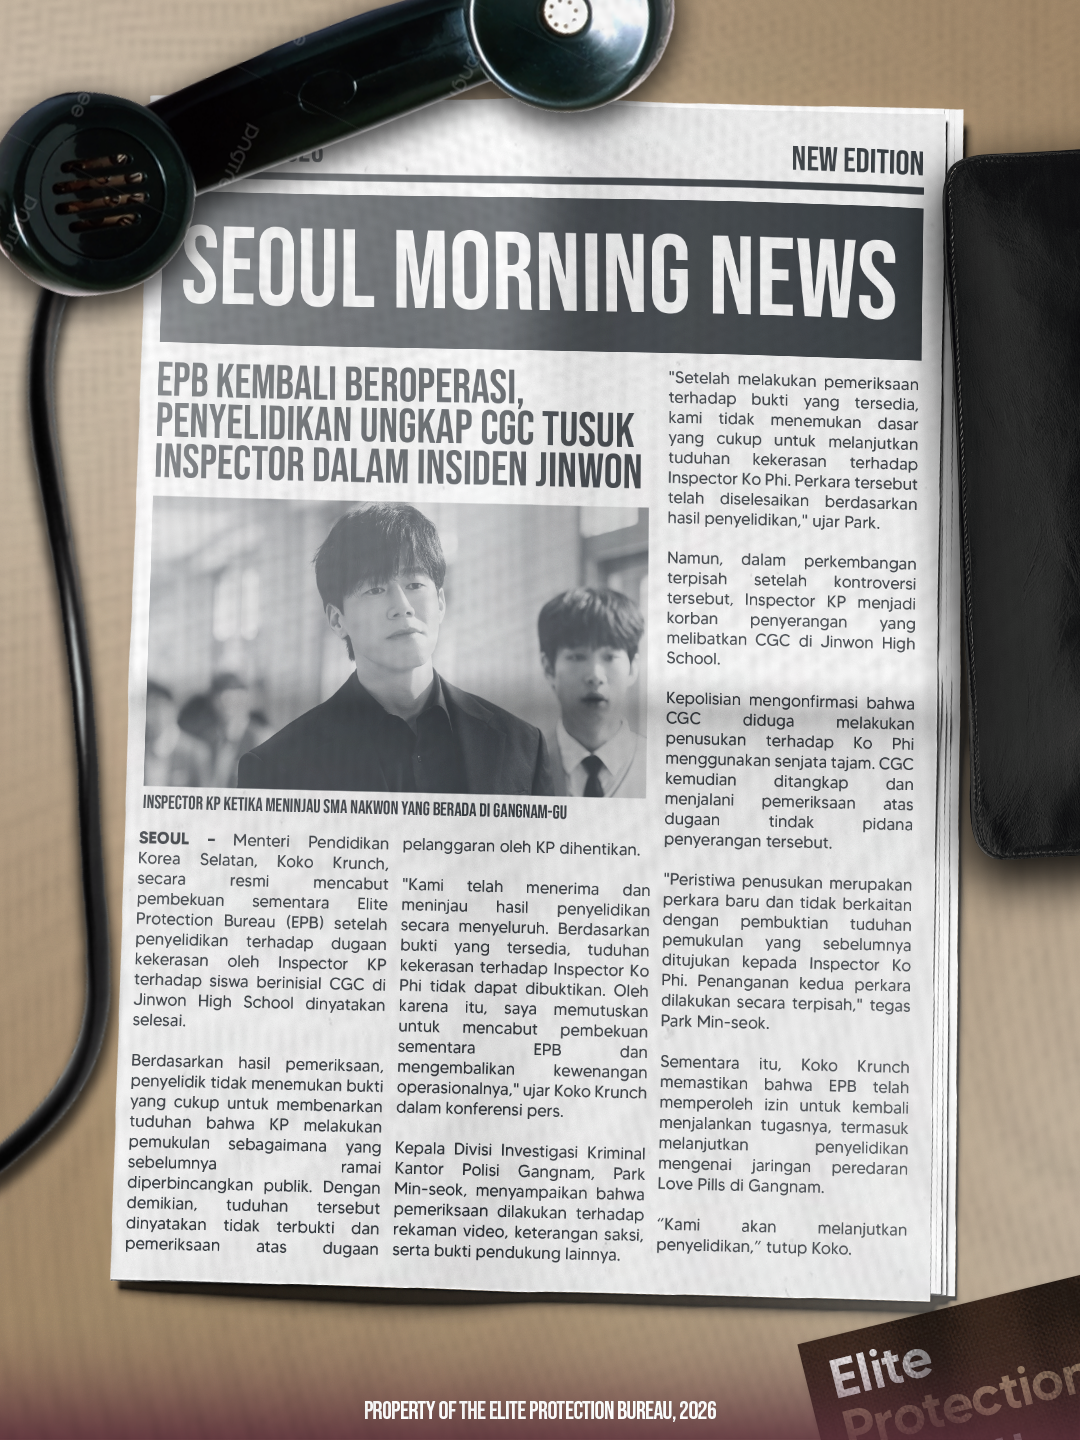 NEW EDITION
SEOUL MORNING NEWS
EPB KEMBALI BEROPERASI,
PENYELIDIKAN UNGKAP CGC TUSUK
INSPECTOR DALAM INSIDEN JINWON
INSPECTOR KP KETIKA MENINJAU SMA NAKWON YANG BERADA DI GANGNAM-GU
SEOUL – Menteri Pendidikan
Korea Selatan, Koko Krunch,
secara resmi mencabut
pembekuan sementara Elite
Protection Bureau (EPB) setelah
penyelidikan terhadap dugaan
kekerasan oleh Inspector KP
terhadap siswa berinisial CGC di
Jinwon High School dinyatakan
selesai.
Berdasarkan hasil pemeriksaan,
penyelidik tidak menemukan bukti
yang cukup untuk membenarkan
tuduhan bahwa KP melakukan
pemukulan sebagaimana yang
sebelumnya ramai
diperbincangkan publik. Dengan
demikian, tuduhan tersebut
dinyatakan tidak terbukti dan
pemeriksaan atas dugaan
pelanggaran oleh KP dihentikan.
"Kami telah menerima dan
meninjau hasil penyelidikan
secara menyeluruh. Berdasarkan
bukti yang tersedia, tuduhan
kekerasan terhadap Inspector Ko
Phi tidak dapat dibuktikan. Oleh
karena itu, saya memutuskan
untuk mencabut pembekuan
sementara EPB dan
mengembalikan kewenangan
operasionalnya," ujar Koko Krunch
dalam konferensi pers.
Kepala Divisi Investigasi Kriminal
Kantor Polisi Gangnam, Park
Min-seok, menyampaikan bahwa
pemeriksaan dilakukan terhadap
rekaman video, keterangan saksi,
serta bukti pendukung lainnya.
"Setelah melakukan pemeriksaan
terhadap bukti yang tersedia,
kami tidak menemukan dasar
yang cukup untuk melanjutkan
tuduhan kekerasan terhadap
Inspector Ko Phi. Perkara tersebut
telah diselesaikan berdasarkan
hasil penyelidikan," ujar Park.
Namun, dalam perkembangan
terpisah setelah kontroversi
tersebut, Inspector KP menjadi
korban penyerangan yang
melibatkan CGC di Jinwon High
School.
Kepolisian mengonfirmasi bahwa
CGC diduga melakukan
penusukan terhadap Ko Phi
menggunakan senjata tajam. CGC
kemudian ditangkap dan
menjalani pemeriksaan atas
dugaan tindak pidana
penyerangan tersebut.
"Peristiwa penusukan merupakan
perkara baru dan tidak berkaitan
dengan pembuktian tuduhan
pemukulan yang sebelumnya
ditujukan kepada Inspector Ko
Phi. Penanganan kedua perkara
dilakukan secara terpisah," tegas
Park Min-seok.
Sementara itu, Koko Krunch
memastikan bahwa EPB telah
memperoleh izin untuk kembali
menjalankan tugasnya, termasuk
melanjutkan penyelidikan
mengenai jaringan peredaran
Love Pills di Gangnam.
"Kami akan melanjutkan
penyelidikan," tutup Koko.
Elite
Protection
PROPERTY OF THE ELITE PROTECTION BUREAU, 2026